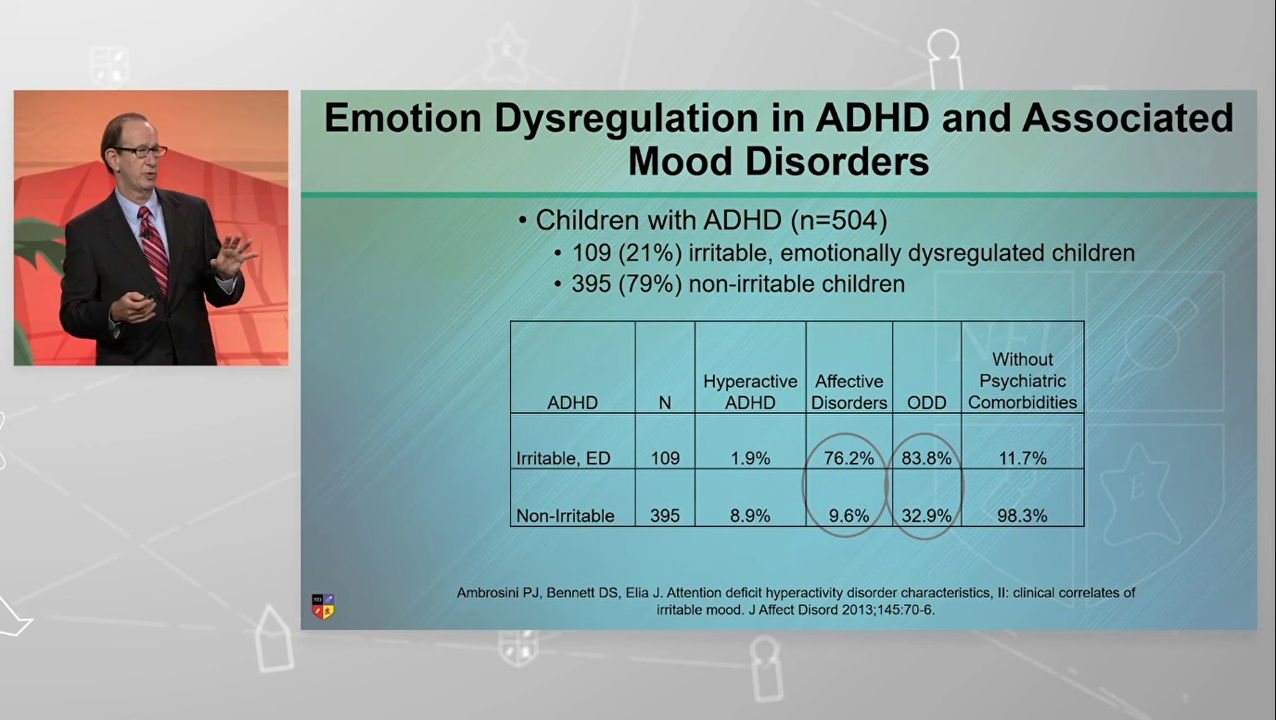 Emotion Dysregulation in ADHD and Associated
Mood Disorders
• Children with ADHD (n=504)
• 109 (21%) irritable, emotionally dysregulated children
• 395 (79%) non-irritable children
ADHD N Hyperactive ADHD Affective Disorders ODD Without Psychiatric Comorbidities
Irritable, ED 109 1.9% 76.2% 83.8% 11.7%
Non-Irritable 395 8.9% 9.6% 32.9% 98.3%
Ambrosini PJ, Bennett DS, Elia J. Attention deficit hyperactivity disorder characteristics, II: clinical correlates of
irritable mood. J Affect Disord 2013;145:70-6.
NEI
E
E